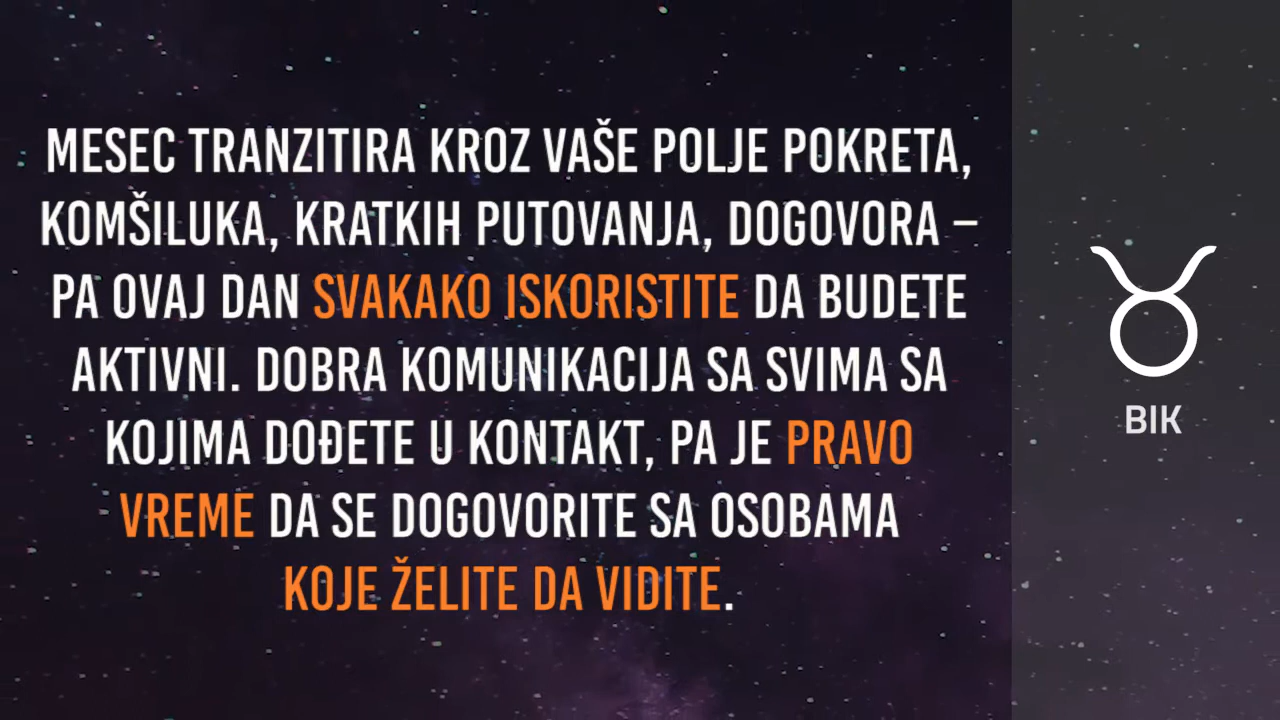 MESEC TRANZITIRA KROZ VAŠE POLJE POKRETA,
KOMŠILUKA, KRATKIH PUTOVANJA, DOGOVORA –
PA OVAJ DAN SVAKAKO ISKORISTITE DA BUDETE
AKTIVNI. DOBRA KOMUNIKACIJA SA SVIMA SA
KOJIMA DOĐETE U KONTAKT, PA JE PRAVO
VREME DA SE DOGOVORITE SA OSOBAMA
KOJE ŽELITE DA VIDITE.
BIK